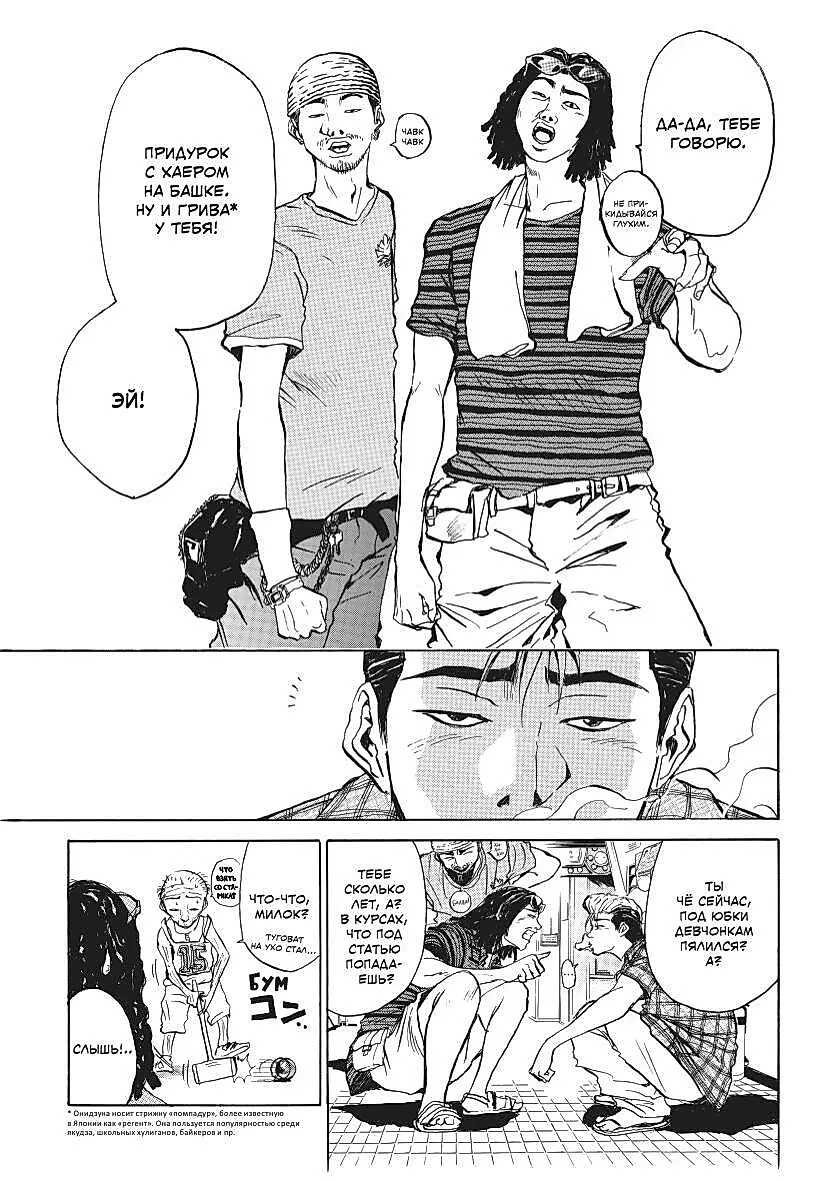 ДА-ДА, ТЕБЕ
ГОВОРЮ.
НЕ ПРИ-
КИДЫВАЙСЯ
ГЛУХИМ.
ЧАВК
ЧАВК
ПРИДУРОК
С ХАЕРОМ
НА БАШКЕ.
НУ И ГРИВА*
У ТЕБЯ!
ЭЙ!
ТЫ
ЧЁ СЕЙЧАС,
ПОД ЮБКИ
ДЕВЧОНКАМ
ПЯЛИЛСЯ?
А?
ТЕБЕ
СКОЛЬКО
ЛЕТ, А?
В КУРСАХ,
ЧТО ПОД
СТАТЬЮ
ПОПАДА-
ЕШЬ?
ЧТО-ЧТО,
МИЛОК?
ТУГОВАТ
НА УХО СТАЛ...
ЧТО
ВЗЯТЬ
СО СТА-
РИКА?
15
БУМ
コン
СЛЫШЬ!..
* Онидзука носит стрижку «помпадур», более известную
в Японии как «регент». Она пользуется популярностью среди
якудза, школьных хулиганов, байкеров и пр.